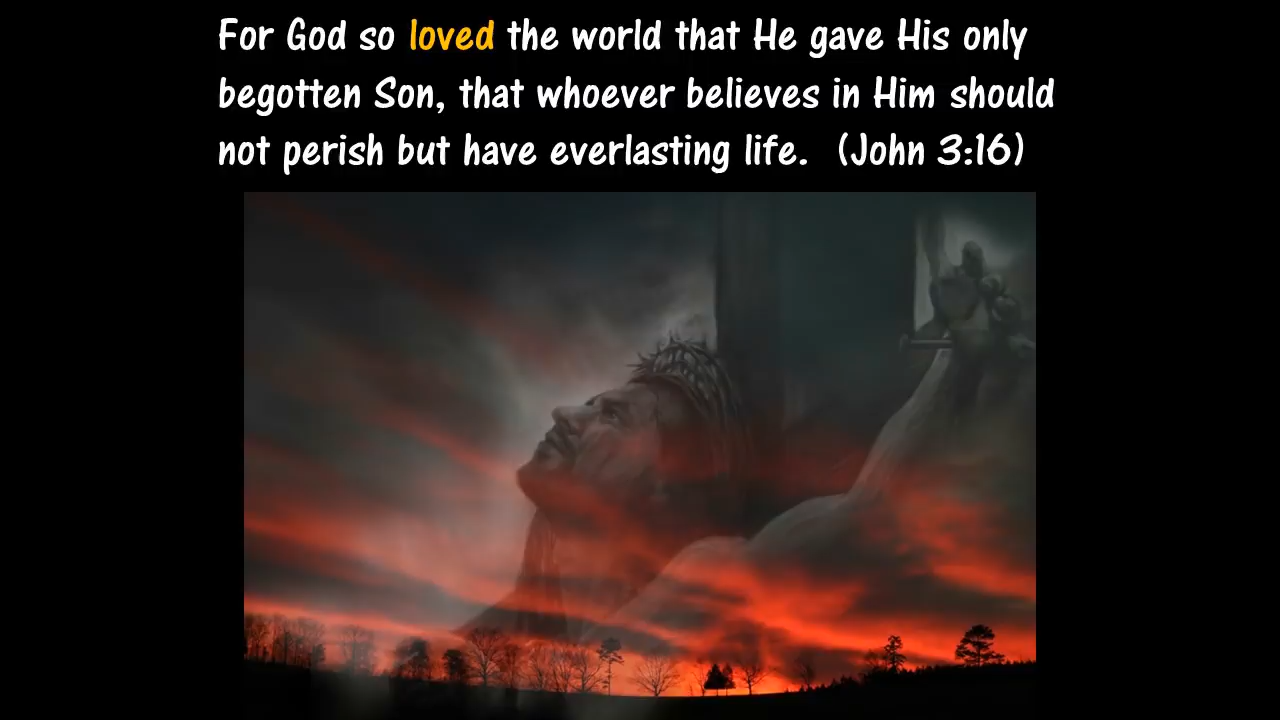 For God so loved the world that He gave His only
begotten Son, that whoever believes in Him should
not perish but have everlasting life.  (John 3:16)